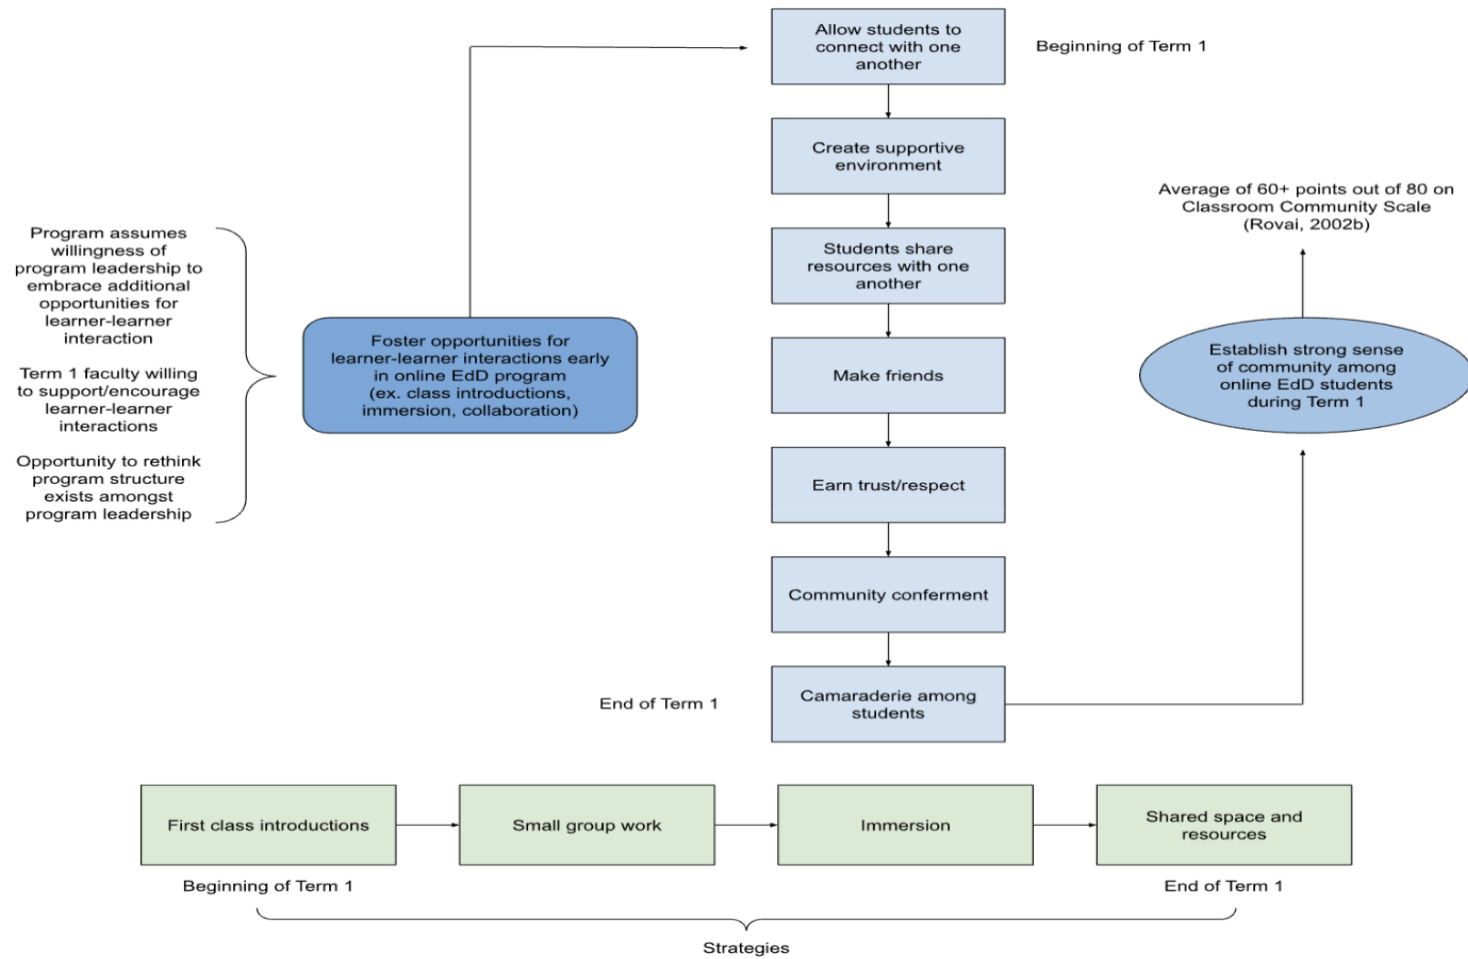 Program assumes
willingness of
program leadership to
embrace additional
opportunities for
learner-learner
interaction
Term 1 faculty willing
to support/encourage
learner-learner
interactions
Opportunity to rethink
program structure
exists amongst
program leadership
Foster opportunities for
learner-learner interactions early
in online EdD program
(ex. class introductions,
immersion, collaboration)
Allow students to
connect with one
another
Beginning of Term 1
Create supportive
environment
Students share
resources with one
another
Make friends
Earn trust/respect
Community conferment
Camaraderie among
students
End of Term 1
Average of 60+ points out of 80 on
Classroom Community Scale
(Rovai, 2002b)
Establish strong sense
of community among
online EdD students
during Term 1
First class introductions
Small group work
Immersion
Shared space and
resources
Beginning of Term 1
End of Term 1
Strategies